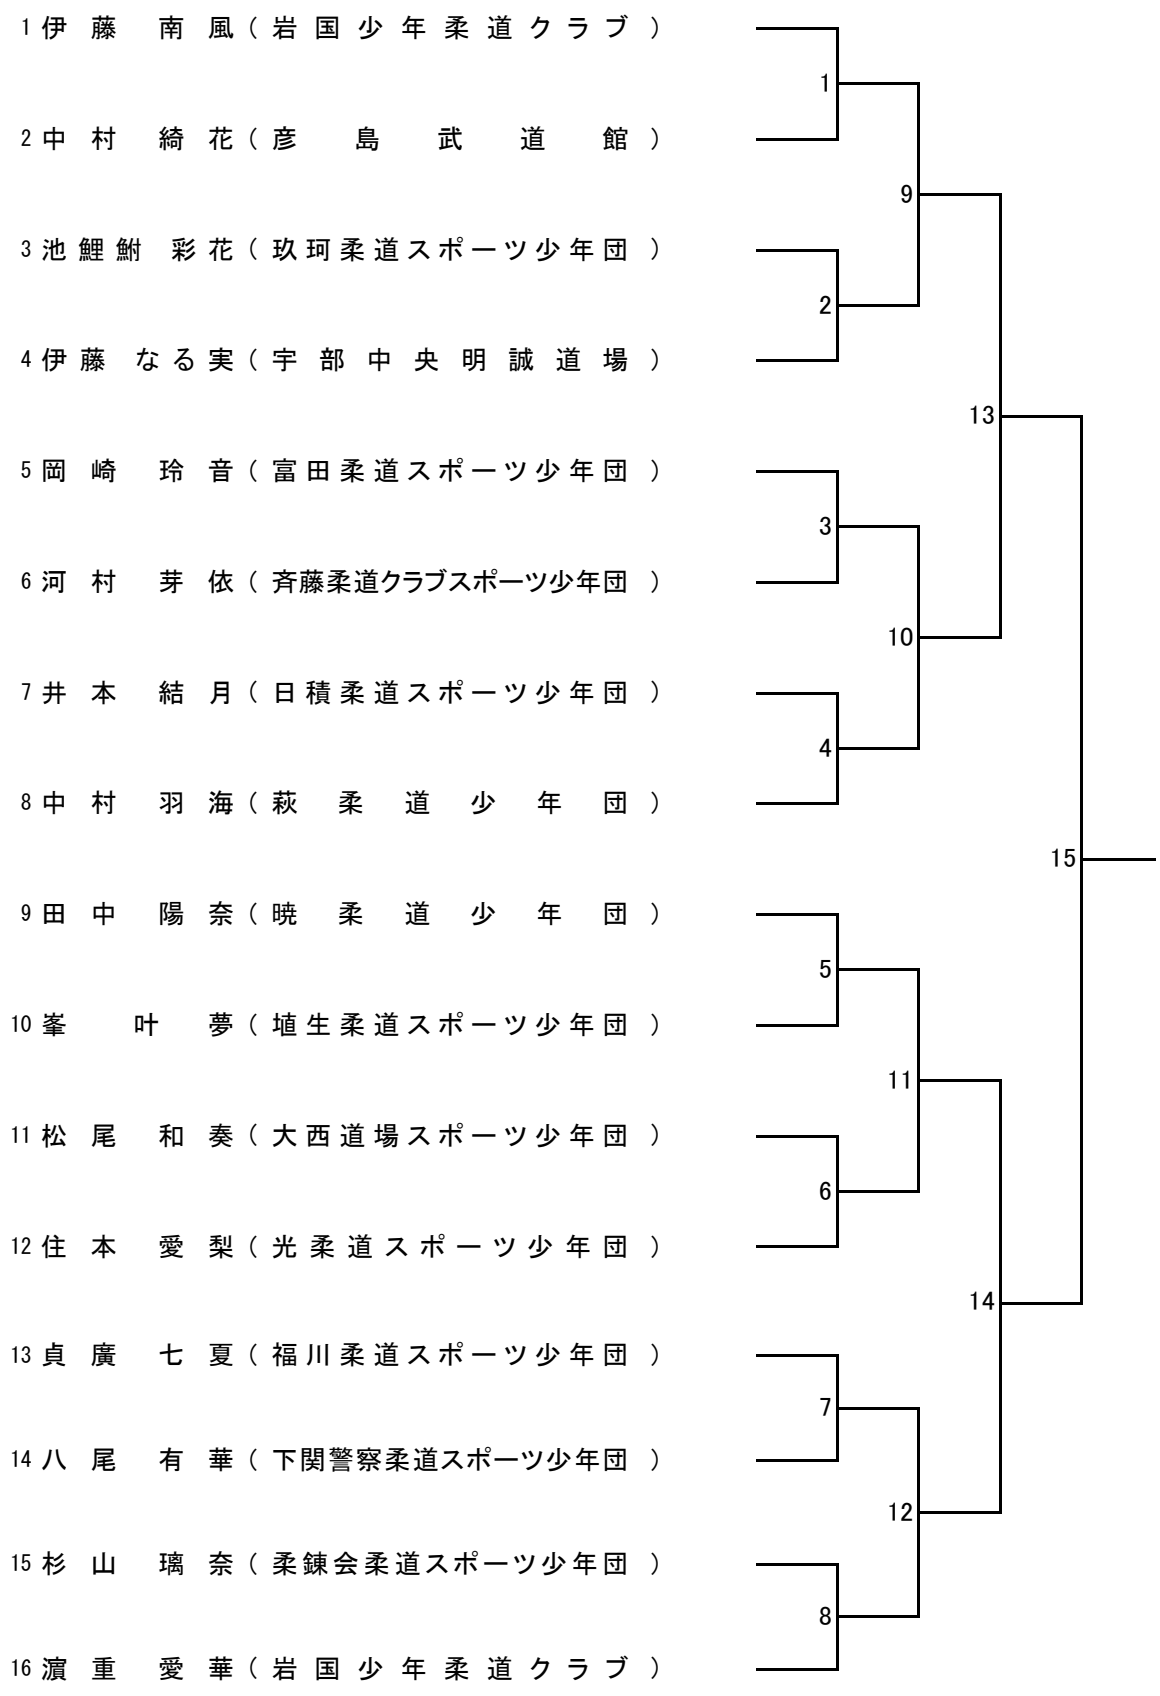 1 伊藤 南風（岩国少年柔道クラブ）
1
2 中村 綺花（彦島武道館）
9
3 池鯉鮒 彩花（玖珂柔道スポーツ少年団）
2
4 伊藤 なる実（宇部中央明誠道場）
13
5 岡崎 玲音（富田柔道スポーツ少年団）
3
6 河村 芽依（斉藤柔道クラブスポーツ少年団）
10
7 井本 結月（日積柔道スポーツ少年団）
4
8 中村 羽海（萩柔道少年団）
15
9 田中 陽奈（暁柔道少年団）
5
10 峯 叶夢（埴生柔道スポーツ少年団）
11
11 松尾 和奏（大西道場スポーツ少年団）
6
12 住本 愛梨（光柔道スポーツ少年団）
14
13 貞廣 七夏（福川柔道スポーツ少年団）
7
14 八尾 有華（下関警察柔道スポーツ少年団）
12
15 杉山 璃奈（柔錬会柔道スポーツ少年団）
8
16 濵重 愛華（岩国少年柔道クラブ）